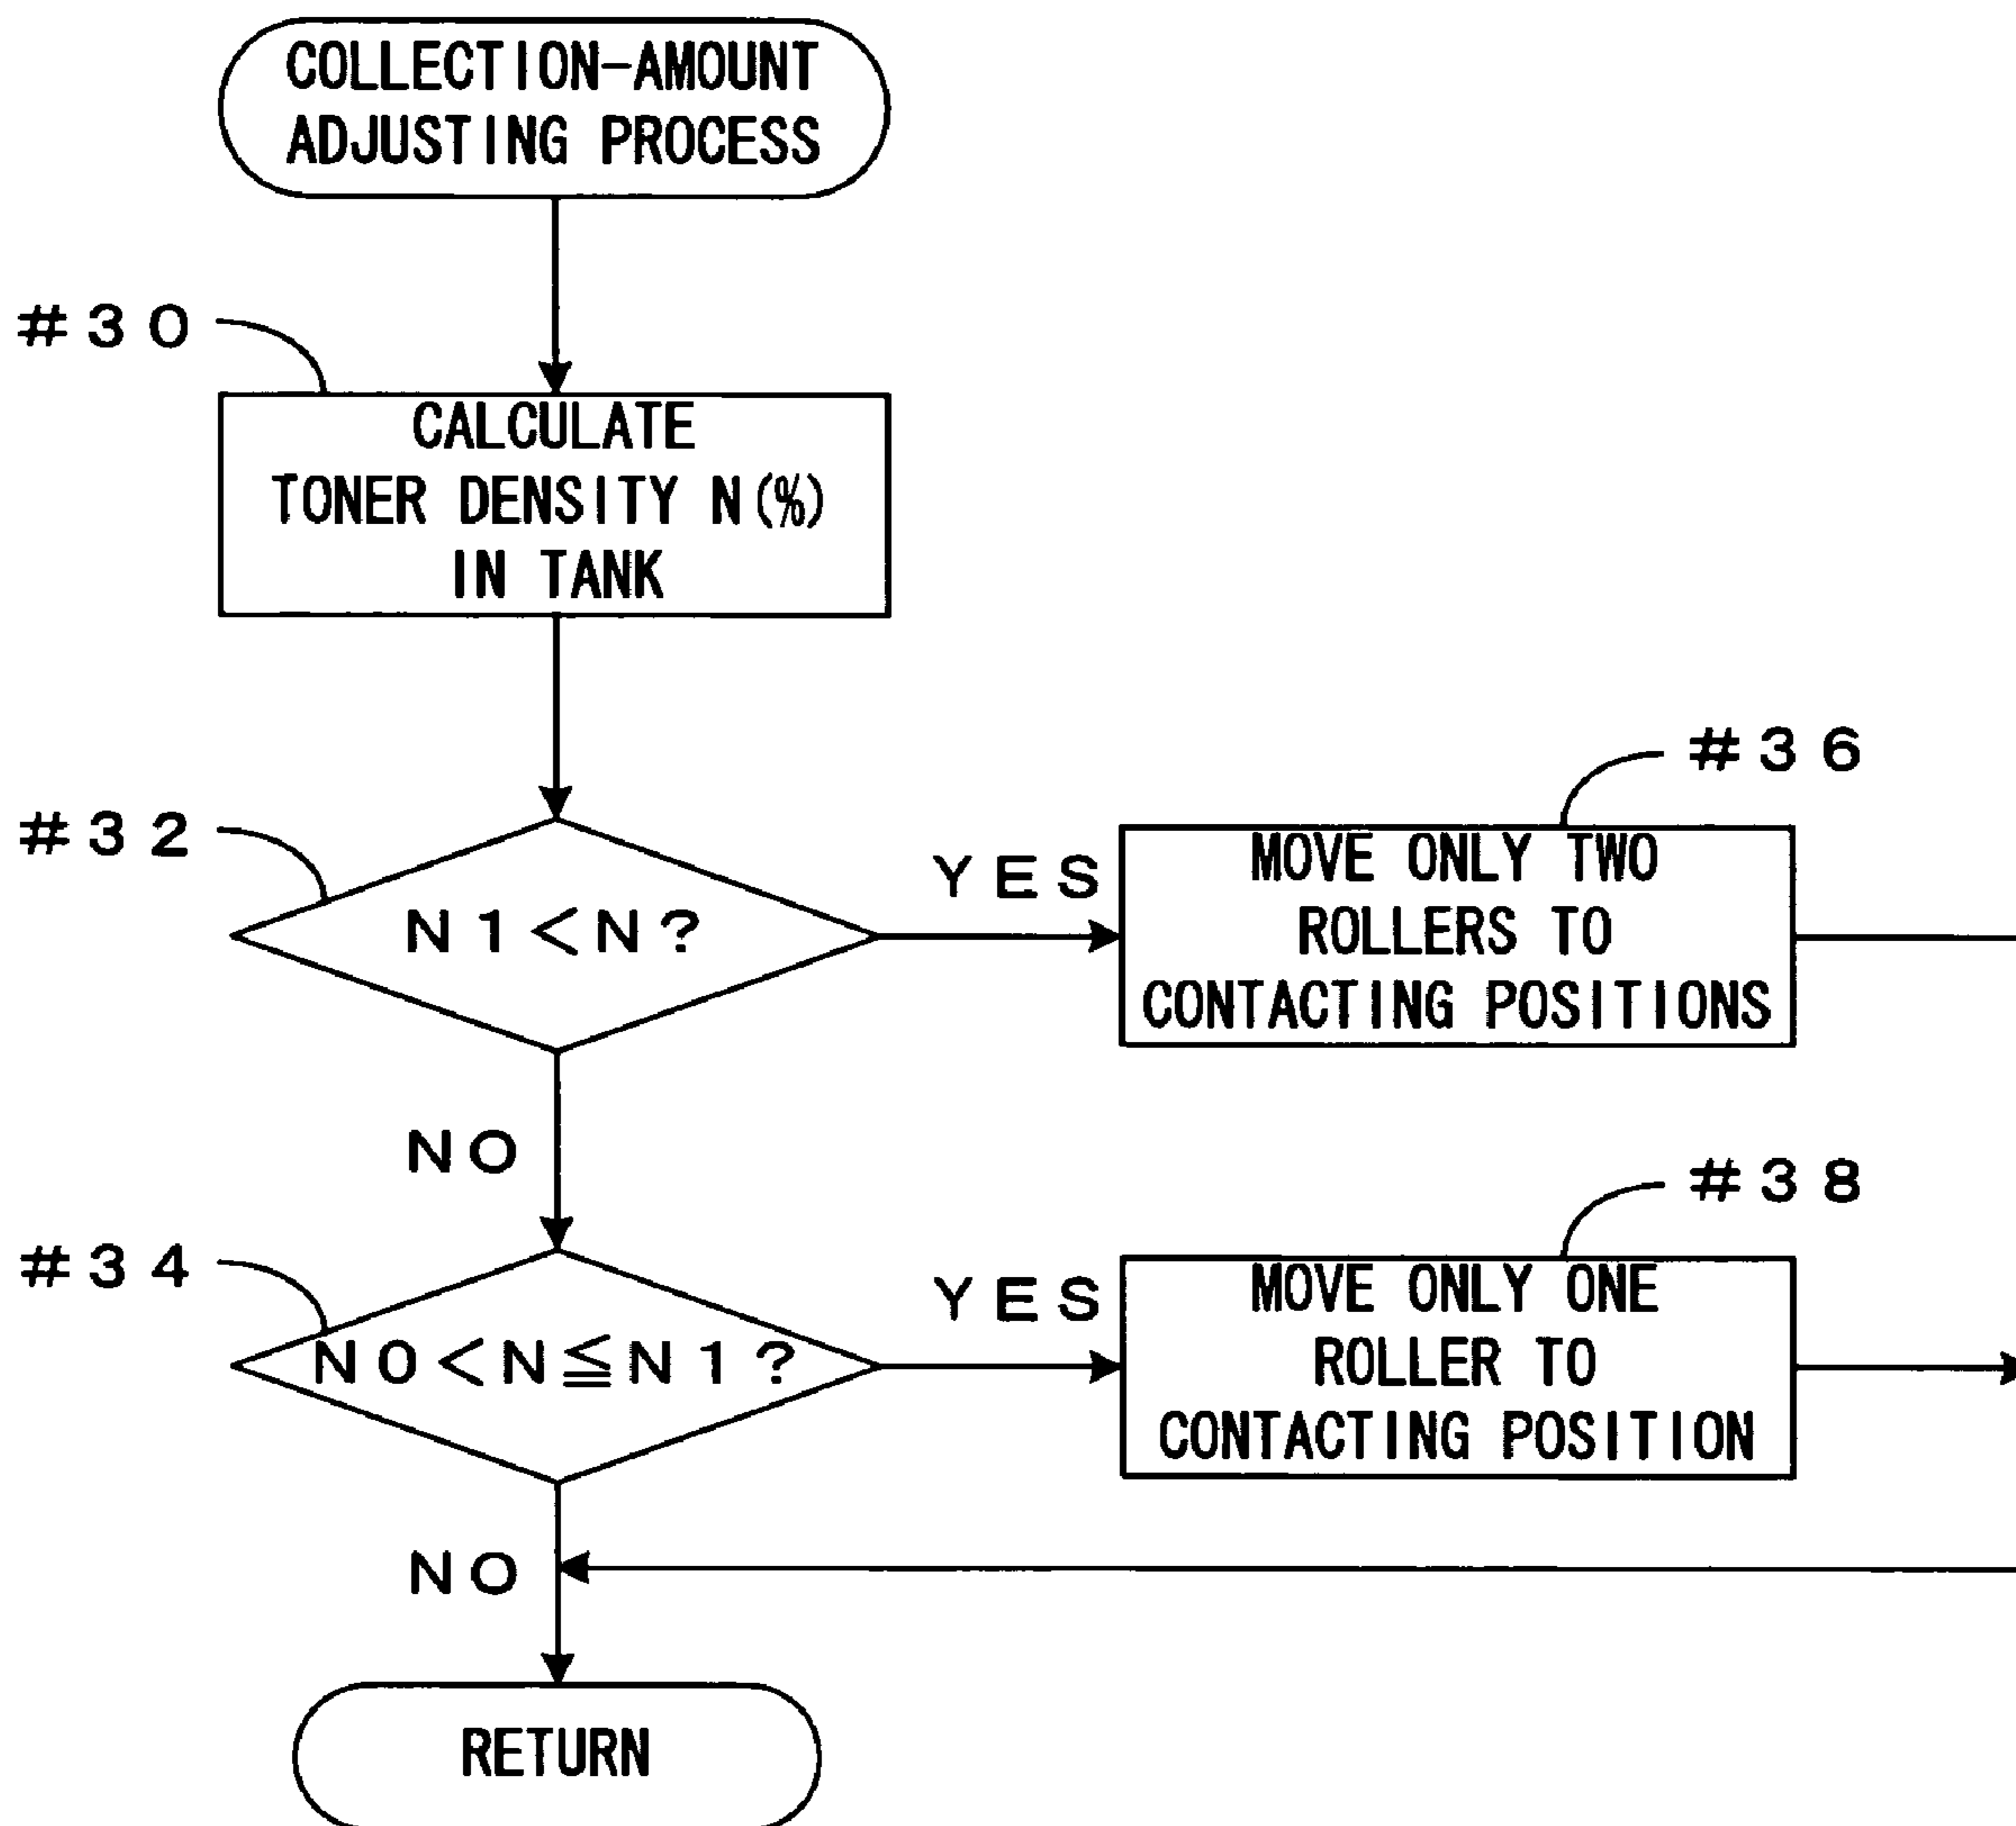 COLLECTION-AMOUNT
ADJUSTING PROCESS
#30
CALCULATE
TONER DENSITY N(%)
IN TANK
#32
N1<N?
YES
#36
MOVE ONLY TWO
ROLLERS TO
CONTACTING POSITIONS
NO
#34
N0<N≦N1?
YES
#38
MOVE ONLY ONE
ROLLER TO
CONTACTING POSITION
NO
RETURN